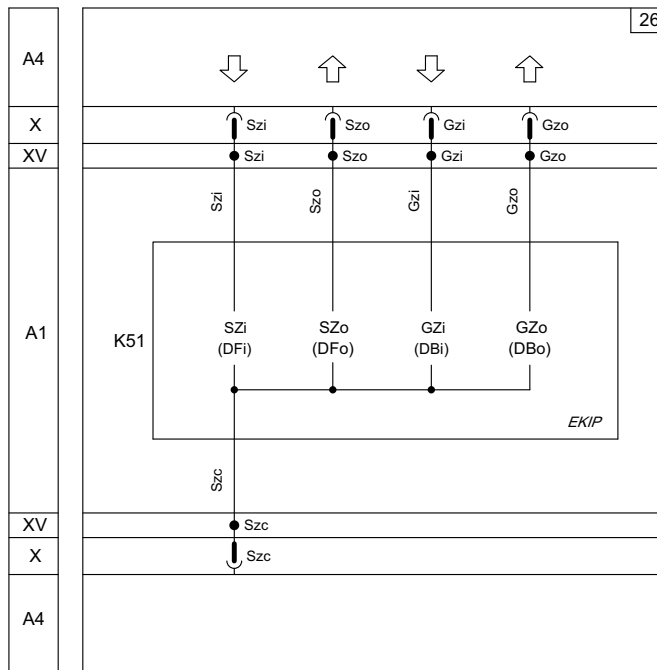 26
A4
X
Szi
Szo
Gzi
Gzo
XV
Szi
Szo
Gzi
Gzo
Szi
Szo
Gzi
Gzo
A1
K51
SZi
(DFi)
SZo
(DFo)
GZi
(DBi)
GZo
(DBo)
EKIP
Szc
XV
Szc
X
Szc
A4